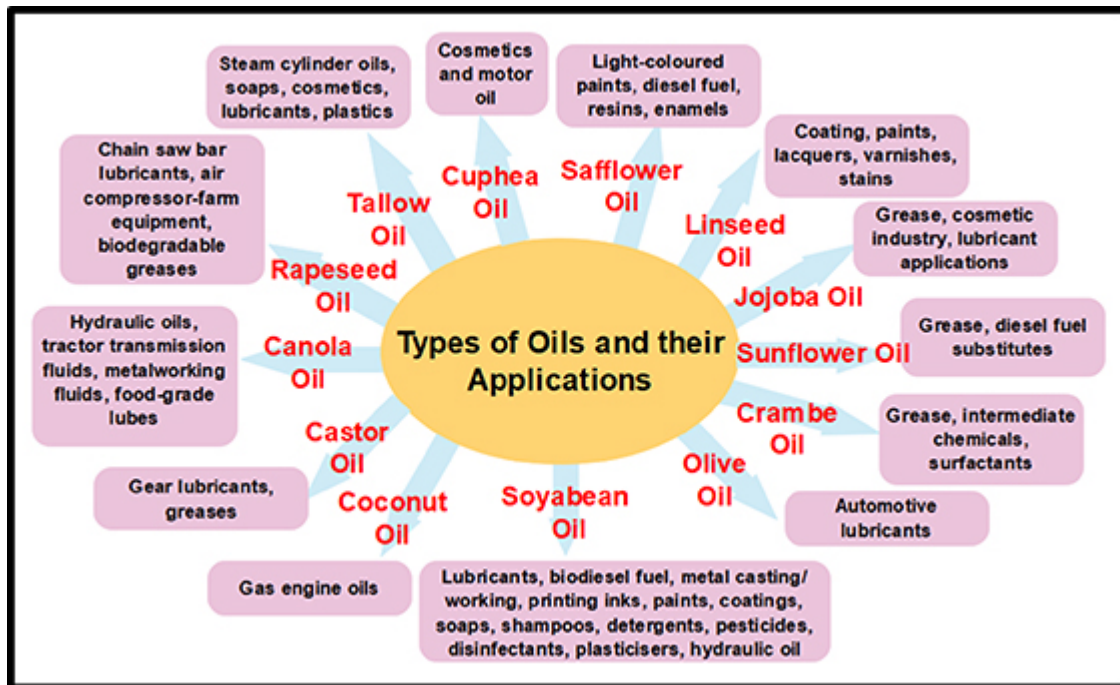 Types of Oils and their
Applications
Steam cylinder oils,
soaps, cosmetics,
lubricants, plastics
Tallow
Oil
Cosmetics
and motor
oil
Cuphea
Oil
Light-coloured
paints, diesel fuel,
resins, enamels
Safflower
Oil
Coating, paints,
lacquers, varnishes,
stains
Linseed
Oil
Grease, cosmetic
industry, lubricant
applications
Jojoba Oil
Grease, diesel fuel
substitutes
Sunflower Oil
Grease, intermediate
chemicals,
surfactants
Crambe
Oil
Automotive
lubricants
Olive
Oil
Lubricants, biodiesel fuel, metal casting/
working, printing inks, paints, coatings,
soaps, shampoos, detergents, pesticides,
disinfectants, plasticisers, hydraulic oil
Soyabean
Oil
Gas engine oils
Coconut
Oil
Gear lubricants,
greases
Castor
Oil
Hydraulic oils,
tractor transmission
fluids, metalworking
fluids, food-grade
lubes
Canola
Oil
Chain saw bar
lubricants, air
compressor-farm
equipment,
biodegradable
greases
Rapeseed
Oil